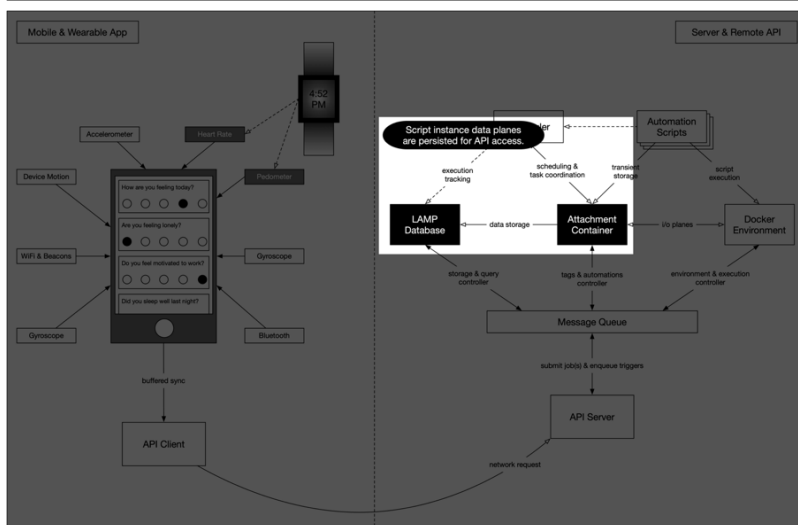 Mobile & Wearable App
Server & Remote API
4:52
PM
Accelerometer
Heart Rate
Device Motion
Pedometer
How are you feeling today?
Are you feeling lonely?
WiFi & Beacons
Do you feel motivated to work?
Gyroscope
Did you sleep well last night?
Gyroscope
Bluetooth
buffered sync
API Client
Script instance data planes
are persisted for API access.
Automation
Scripts
execution
tracking
scheduling &
task coordination
transient
storage
script
execution
LAMP
Database
data storage
Attachment
Container
i/o planes
Docker
Environment
storage & query
controller
tags & automations
controller
environment & execution
controller
Message Queue
submit job(s) & enqueue triggers
API Server
network request